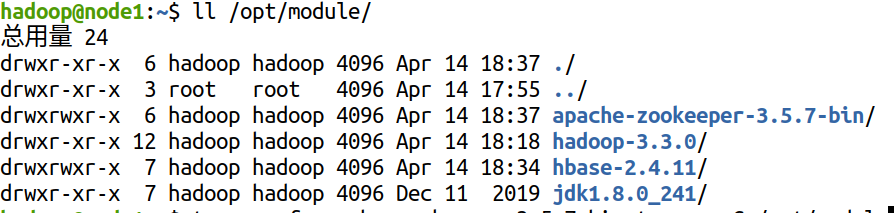 hadoop@node1:~$ ll /opt/module/
总用量 24
drwxr-xr-x  6 hadoop hadoop 4096 Apr 14 18:37 ./
drwxr-xr-x  3 root   root   4096 Apr 14 17:55 ../
drwxrwxr-x  6 hadoop hadoop 4096 Apr 14 18:37 apache-zookeeper-3.5.7-bin/
drwxr-xr-x 12 hadoop hadoop 4096 Apr 14 18:18 hadoop-3.3.0/
drwxrwxr-x  7 hadoop hadoop 4096 Apr 14 18:34 hbase-2.4.11/
drwxr-xr-x  7 hadoop hadoop 4096 Dec 11  2019 jdk1.8.0_241/